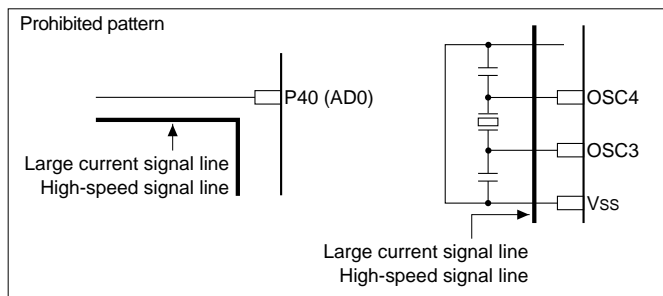 Prohibited pattern
P40 (AD0)
Large current signal line
High-speed signal line
OSC4
OSC3
VSS
Large current signal line
High-speed signal line